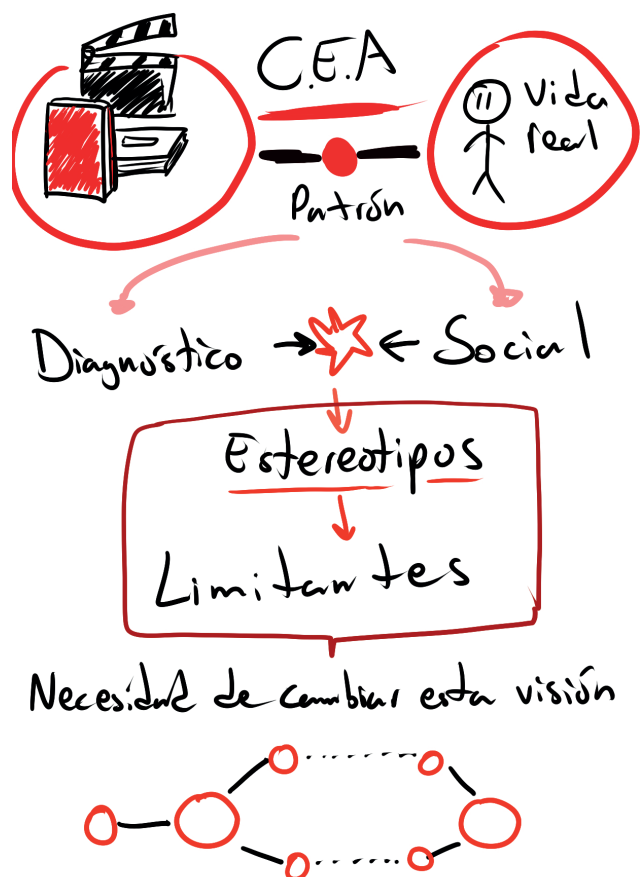 C.E.A
Vida
real
Patrón
Diagnóstico
Social
Estereotipos
Limitantes
Necesidad de cambiar esta visión